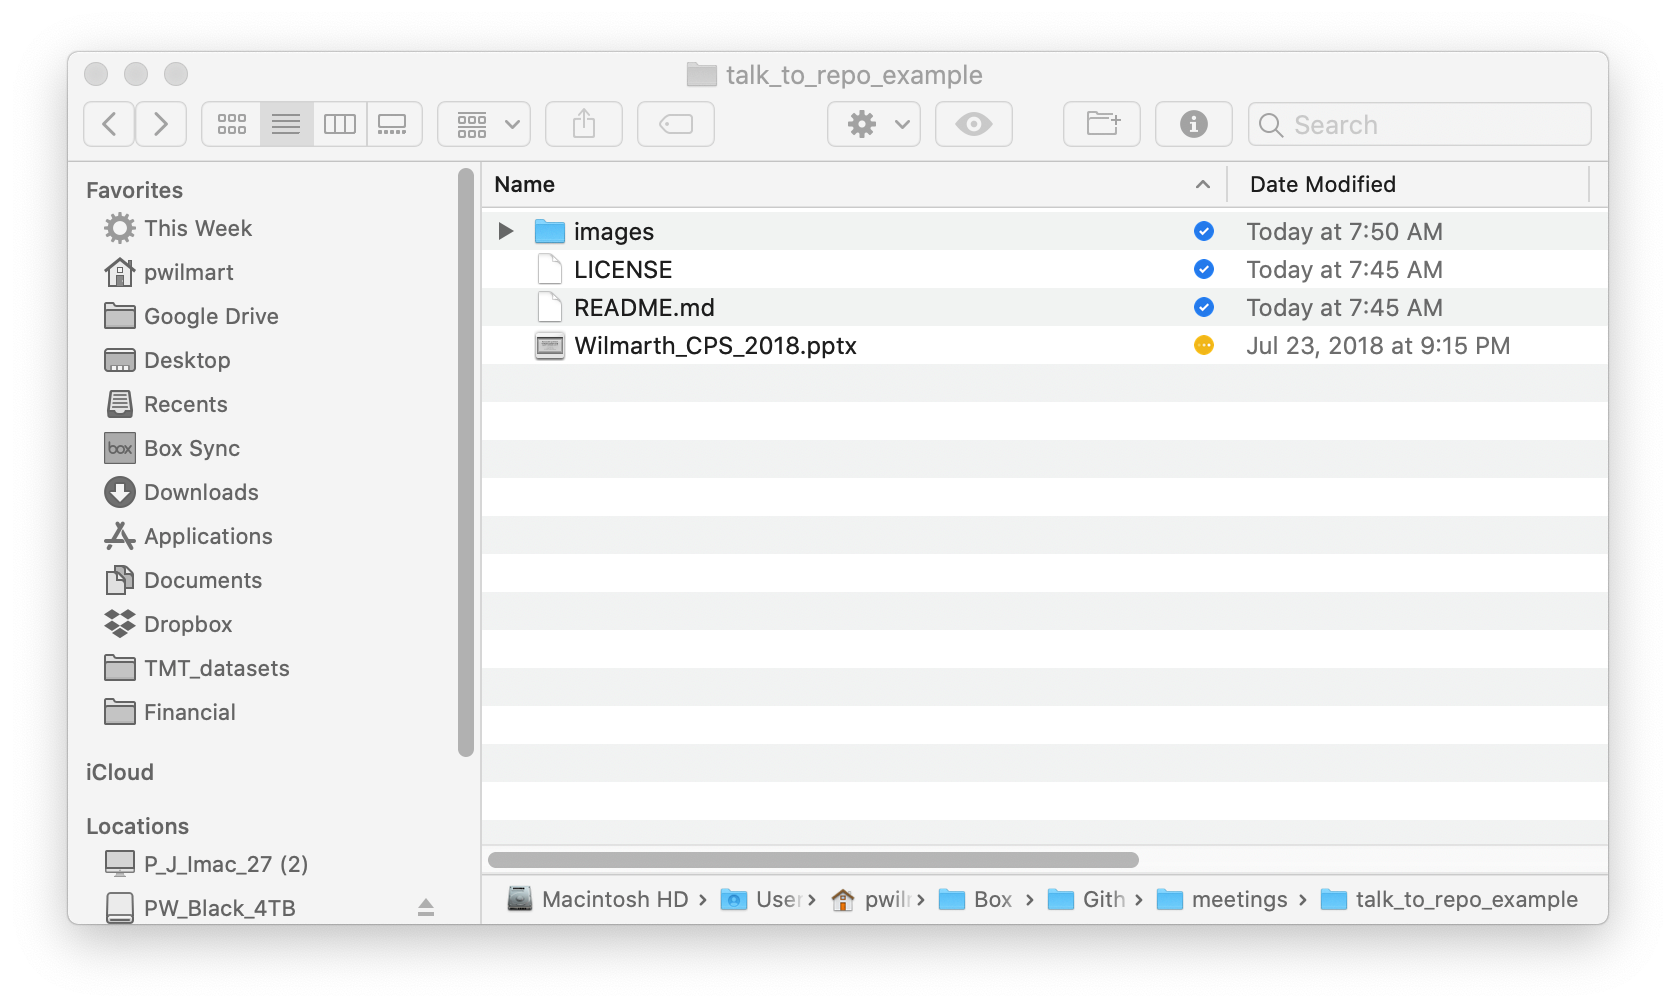 talk_to_repo_example
Search
Favorites
This Week
pwilmart
Google Drive
Desktop
Recents
box Box Sync
Downloads
Applications
Documents
Dropbox
TMT_datasets
Financial
iCloud
Locations
P_J_Imac_27 (2)
PW_Black_4TB
Name Date Modified
images Today at 7:50 AM
LICENSE Today at 7:45 AM
README.md Today at 7:45 AM
Wilmarth_CPS_2018.pptx Jul 23, 2018 at 9:15 PM
Macintosh HD › User › pwil › Box › Gith › meetings › talk_to_repo_example